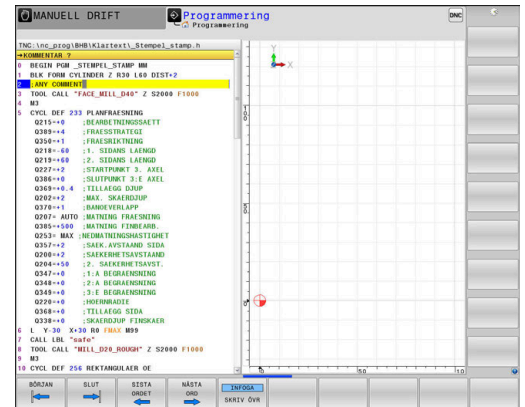 MANUELL DRIFT
Programmering
Programmering
DNC
TNC:\nc_prog\BHB\Klartext\_Stempel_stamp.h
→KOMMENTAR ?
0 BEGIN PGM _STEMPEL_STAMP MM
1 BLK FORM CYLINDER Z R30 L60 DIST+2
2 ;ANY COMMENT
3 TOOL CALL "FACE_MILL_D40" Z S2000 F1000
4 M3
5 CYCL DEF 233 PLANFRAESNING
Q215=+0 ;BEARBETNINGSSAETT
Q389=+4 ;FRAESSTRATEGI
Q350=+1 ;FRAESRIKTNING
Q218=-60 ;1. SIDANS LAENGD
Q219=+60 ;2. SIDANS LAENGD
Q227=+2 ;STARTPUNKT 3. AXEL
Q386=+0 ;SLUTPUNKT 3:E AXEL
Q369=+0.4 ;TILLAEGG DJUP
Q202=+2 ;MAX. SKAERDJUP
Q370=+1 ;BANOEVERLAPP
Q207= AUTO ;MATNING FRAESNING
Q385=+500 ;MATNING FINBEARB.
Q253= MAX ;NEDMATNINGSHASTIGHET
Q357=+2 ;SAEK.AVSTAAND SIDA
Q200=+2 ;SAEKERHETSAVSTAAND
Q204=+50 ;2. SAEKERHETSAVST.
Q347=+0 ;1:A BEGRAENSNING
Q348=+0 ;2:A BEGRAENSNING
Q349=+0 ;3:E BEGRAENSNING
Q220=+0 ;HOERNRADIE
Q368=+0 ;TILLAEGG SIDA
Q338=+0 ;SKAERDJUP FINSKAER
6 L Y-30 X+30 R0 FMAX M99
7 CALL LBL "safe"
8 TOOL CALL "MILL_D20_ROUGH" Z S2000 F1000
9 M3
10 CYCL DEF 256 REKTANGULAER OE
Y
X
100
50
0
0
50
100
BÖRJAN
SLUT
SISTA
ORDET
NÄSTA
ORD
INFOGA
SKRIV ÖVR